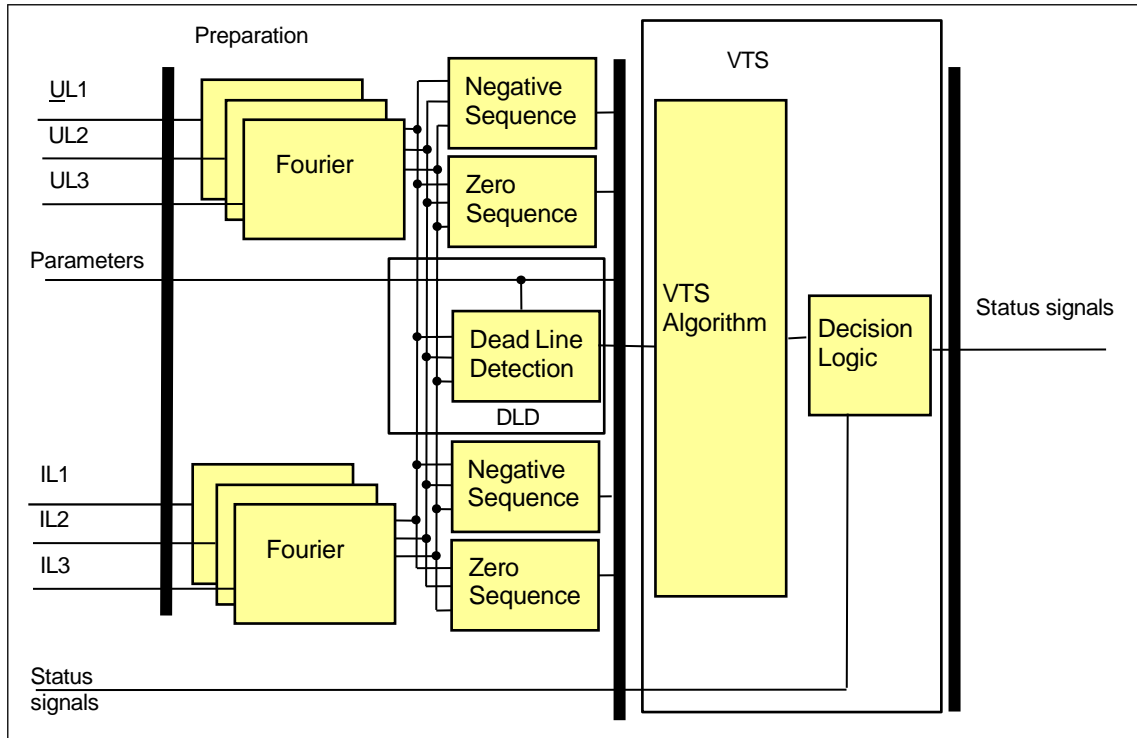 Preparation
VTS
UL1
UL2
UL3
Fourier
Negative
Sequence
Zero
Sequence
Parameters
VTS
Algorithm
Dead Line
Detection
DLD
Decision
Logic
Status signals
IL1
IL2
IL3
Fourier
Negative
Sequence
Zero
Sequence
Status
signals